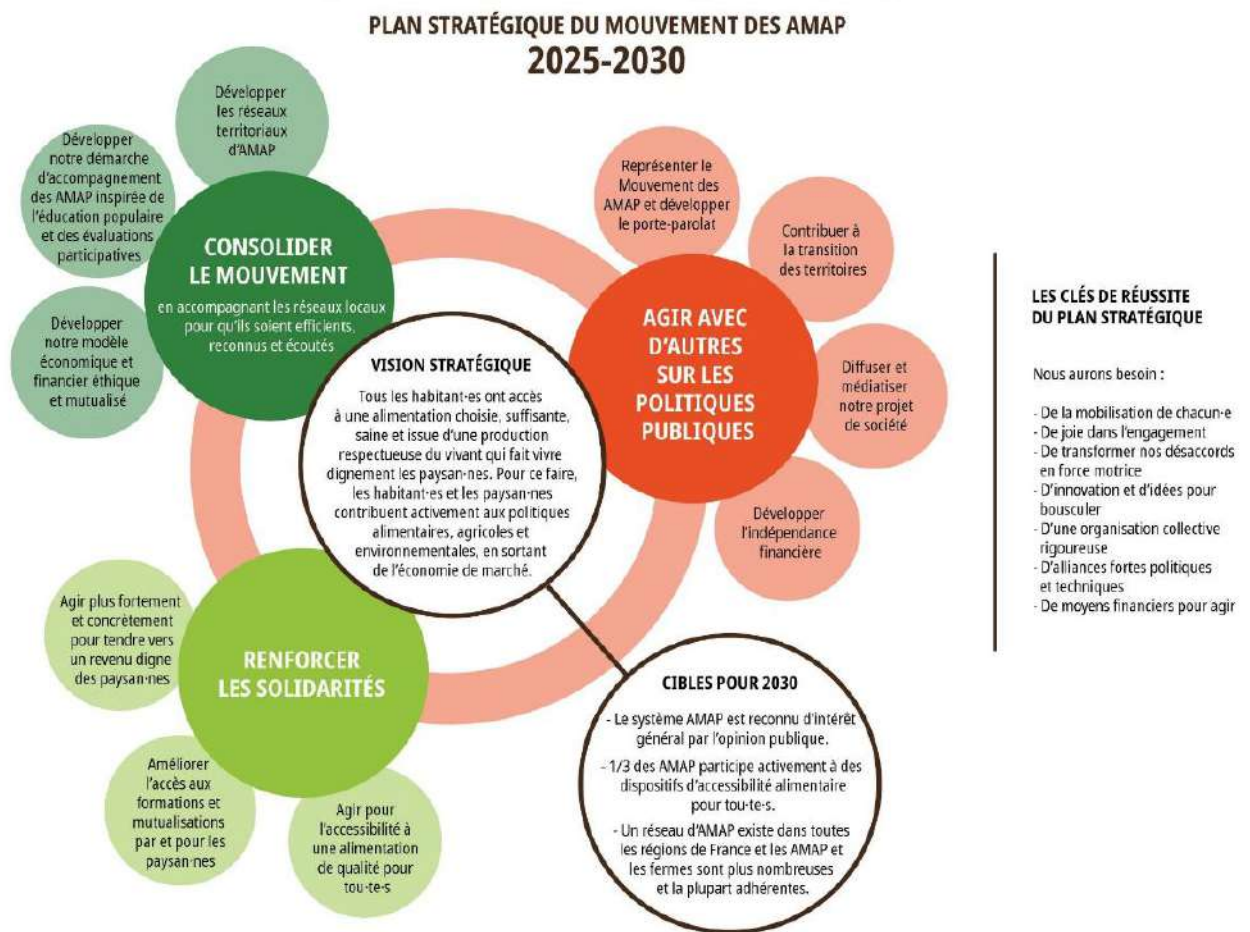 PLAN STRATÉGIQUE DU MOUVEMENT DES AMAP
2025-2030
Développer
les réseaux
territoriaux
d'AMAP
Développer
notre démarche
d'accompagnement
des AMAP inspirée de
l'éducation populaire
et des évaluations
participatives
Développer
notre modèle
économique et
financier éthique
et mutualisé
CONSOLIDER
LE MOUVEMENT
en accompagnant les réseaux locaux
pour qu'ils soient efficients,
reconnus et écoutés
VISION STRATÉGIQUE
Tous les habitant·es ont accès
à une alimentation choisie, suffisante,
saine et issue d'une production
respectueuse du vivant qui fait vivre
dignement les paysan·nes. Pour ce faire,
les habitant·es et les paysan·nes
contribuent activement aux politiques
alimentaires, agricoles et
environnementales, en sortant
de l'économie de marché.
Représenter le
Mouvement des
AMAP et développer
le porte-parolat
Contribuer à
la transition
des territoires
Diffuser et
médiatiser
notre projet
de société
Développer
l'indépendance
financière
AGIR AVEC
D'AUTRES
SUR LES
POLITIQUES
PUBLIQUES
Agir plus fortement
et concrètement
pour tendre vers
un revenu digne
des paysan·nes
Améliorer
l'accès aux
formations et
mutualisations
par et pour les
paysan·nes
Agir pour
l'accessibilité à
une alimentation
de qualité pour
tou·te·s
RENFORCER
LES SOLIDARITÉS
CIBLES POUR 2030
- Le système AMAP est reconnu d'intérêt
général par l'opinion publique.
- 1/3 des AMAP participe activement à des
dispositifs d'accessibilité alimentaire
pour tou·te·s.
- Un réseau d'AMAP existe dans toutes
les régions de France et les AMAP et
les fermes sont plus nombreuses
et la plupart adhérentes.
LES CLÉS DE RÉUSSITE
DU PLAN STRATÉGIQUE
Nous aurons besoin :
- De la mobilisation de chacun·e
- De joie dans l'engagement
- De transformer nos désaccords
en force motrice
- D'innovation et d'idées pour
bousculer
- D'une organisation collective
rigoureuse
- D'alliances fortes politiques
et techniques
- De moyens financiers pour agir